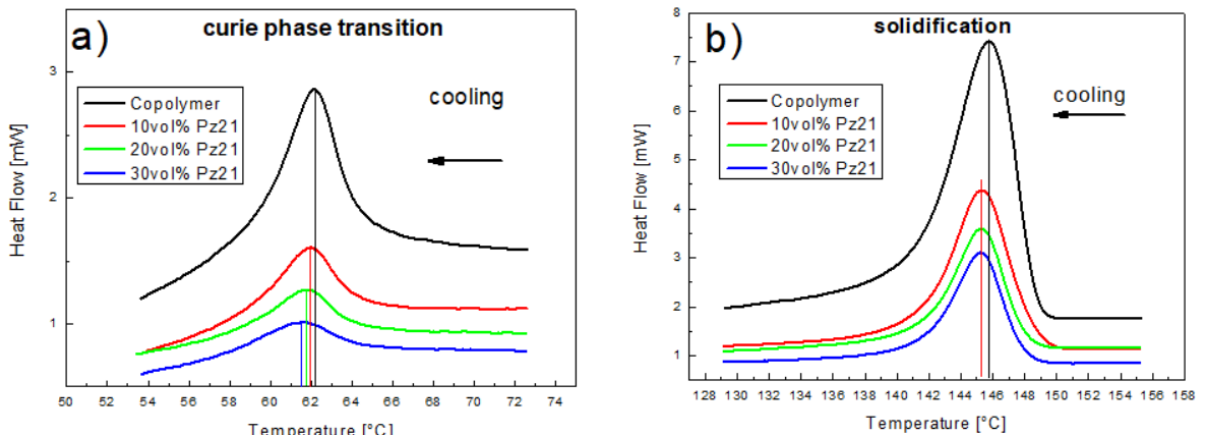 a)
curie phase transition
3
2
1
Heat Flow [mW]
Copolymer
10vol% Pz21
20vol% Pz21
30vol% Pz21
cooling
50 52 54 56 58 60 62 64 66 68 70 72 74
Temperature [°C]
b)
solidification
8
7
6
5
4
3
2
1
Heat Flow [mW]
Copolymer
10vol% Pz21
20vol% Pz21
30vol% Pz21
cooling
128 130 132 134 136 138 140 142 144 146 148 150 152 154 156 158
Temperature [°C]